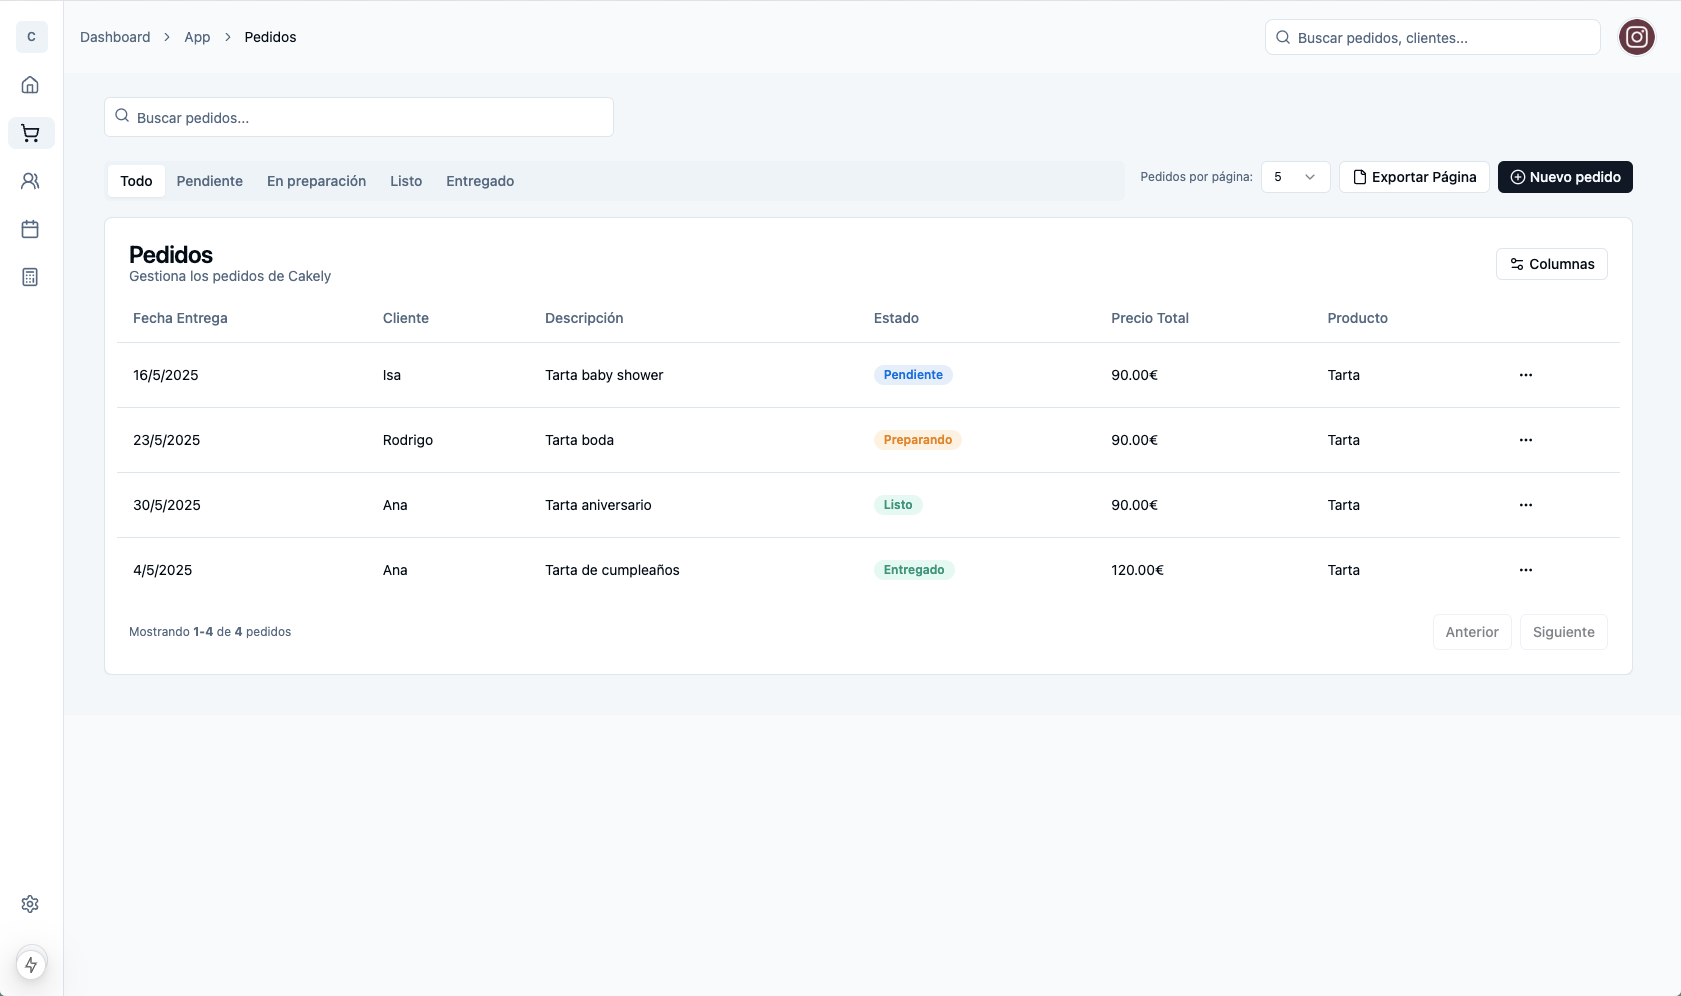 C
Dashboard > App > Pedidos
Buscar pedidos, clientes...
Buscar pedidos...
Todo Pendiente En preparación Listo Entregado
Pedidos por página: 5 Exportar Página Nuevo pedido
Pedidos
Gestiona los pedidos de Cakely
Columnas
Fecha Entrega Cliente Descripción Estado Precio Total Producto
16/5/2025 Isa Tarta baby shower Pendiente 90.00€ Tarta ...
23/5/2025 Rodrigo Tarta boda Preparando 90.00€ Tarta ...
30/5/2025 Ana Tarta aniversario Listo 90.00€ Tarta ...
4/5/2025 Ana Tarta de cumpleaños Entregado 120.00€ Tarta ...
Mostrando 1-4 de 4 pedidos
Anterior Siguiente